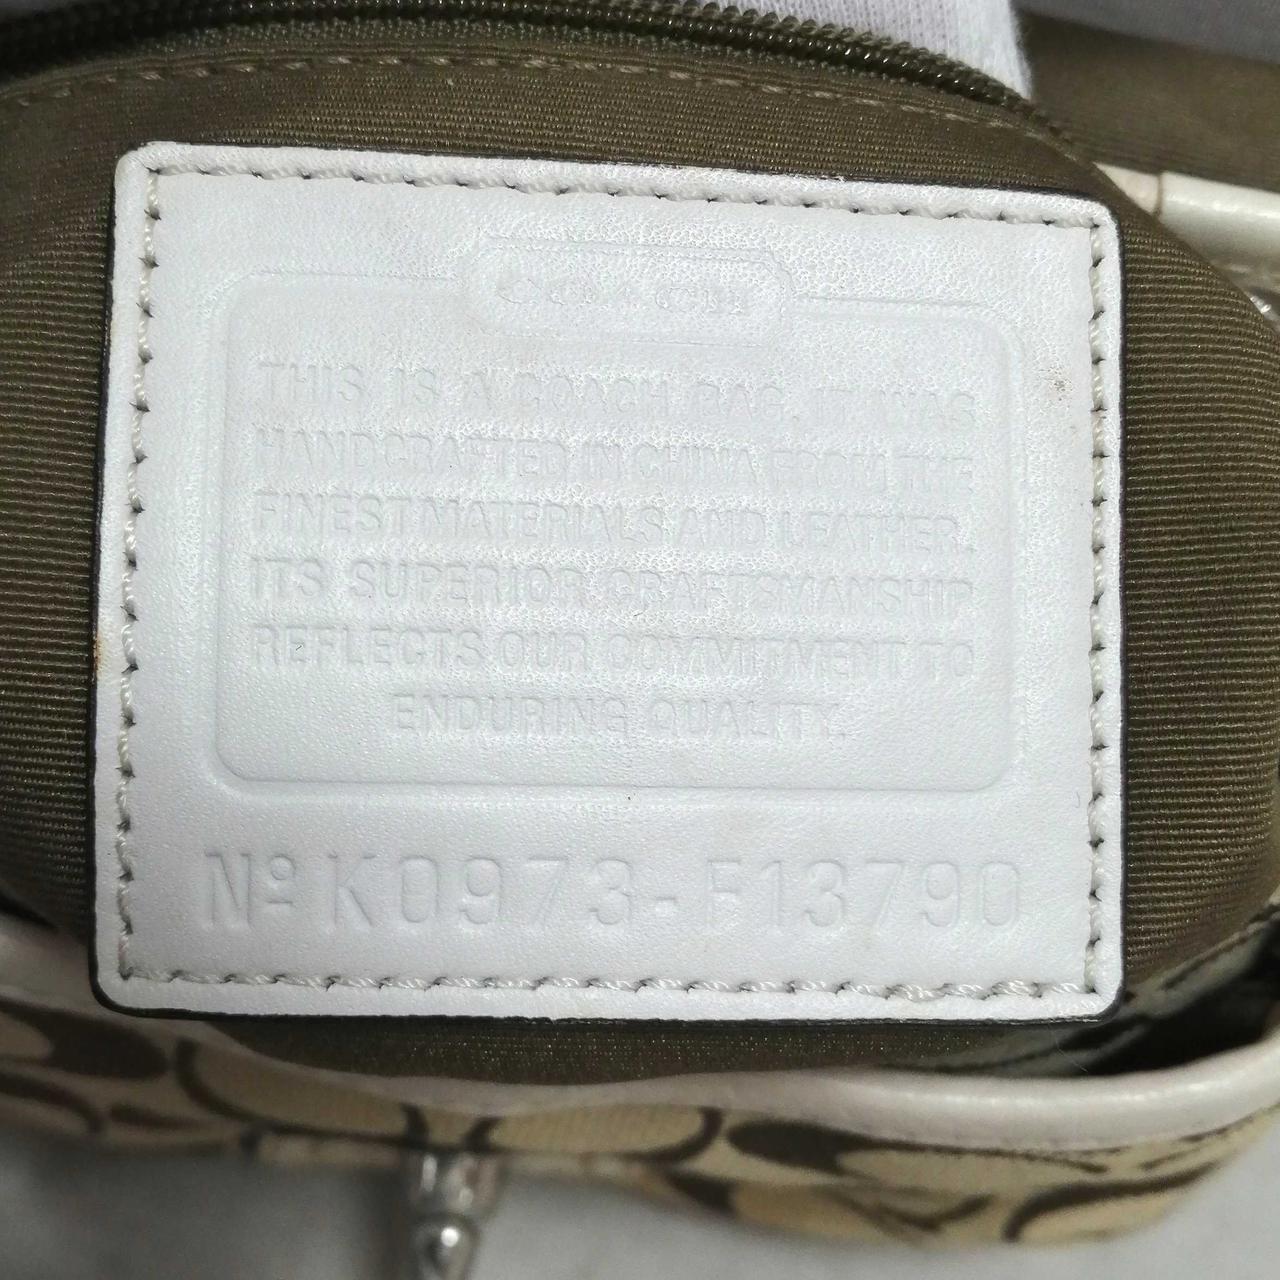 COACH
THIS IS A COACH BAG. IT WAS
HANDCRAFTED IN CHINA FROM THE
FINEST MATERIALS AND LEATHER.
ITS SUPERIOR CRAFTSMANSHIP
REFLECTS OUR COMMITMENT TO
ENDURING QUALITY.
Nº K0973-F13790